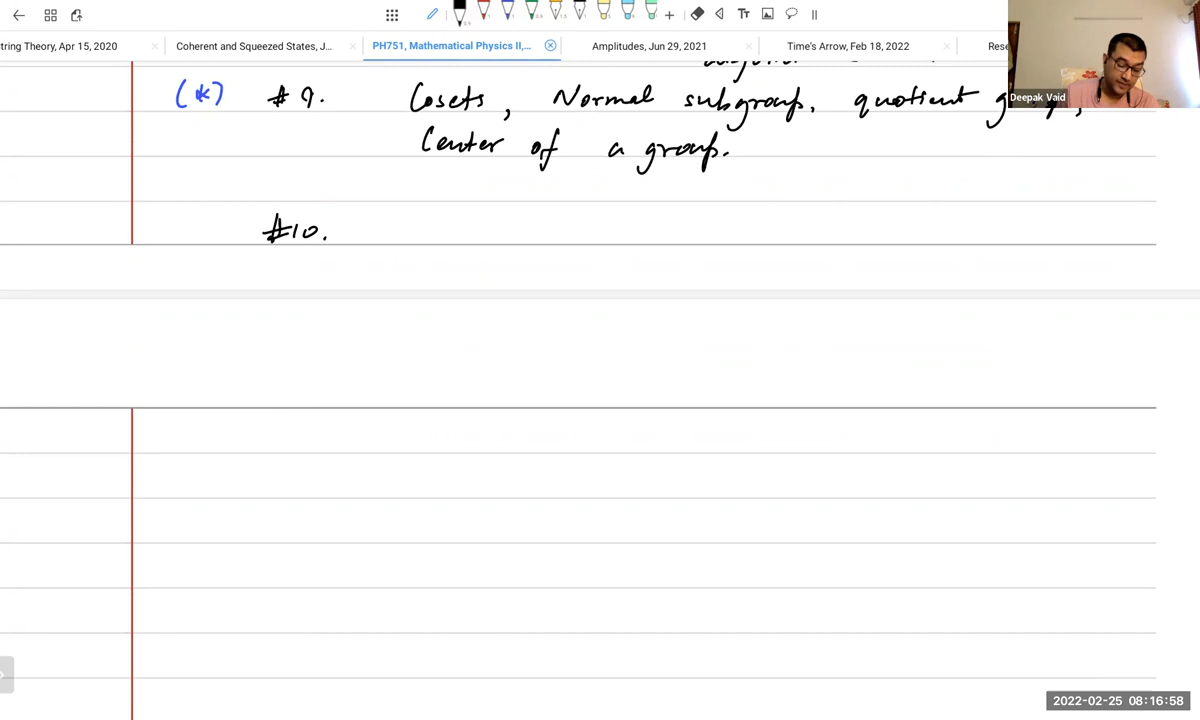 tring Theory, Apr 15, 2020
Coherent and Squeezed States, J...
PH751, Mathematical Physics II,...
Amplitudes, Jun 29, 2021
Time's Arrow, Feb 18, 2022
Rese
Deepak Vaid
(*) # 9. Cosets, Normal subgroup, quotient
Center of a group.
#10.
2022-02-25 08:16:58